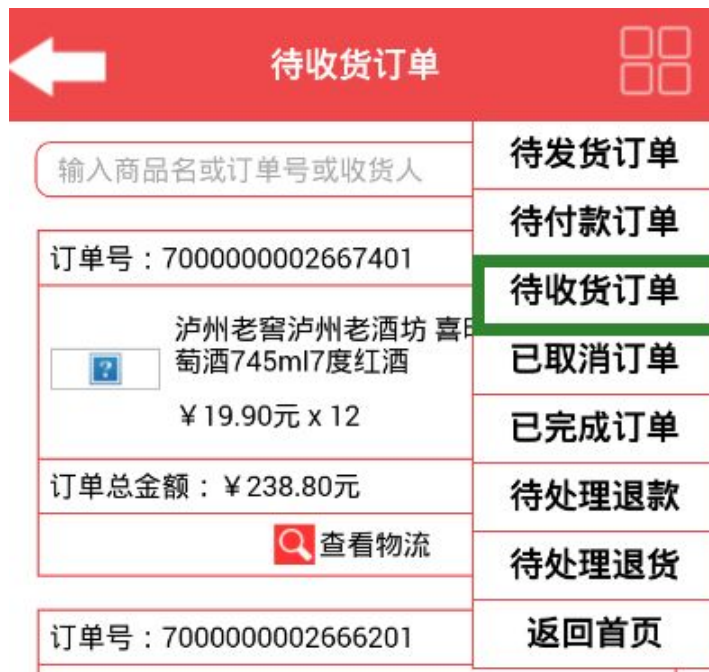 待收货订单
输入商品名或订单号或收货人
订单号：7000000002667401
泸州老窖泸州老酒坊 喜
萄酒745ml7度红酒
￥19.90元 x 12
订单总金额：￥238.80元
查看物流
订单号：7000000002666201
待发货订单
待付款订单
待收货订单
已取消订单
已完成订单
待处理退款
待处理退货
返回首页